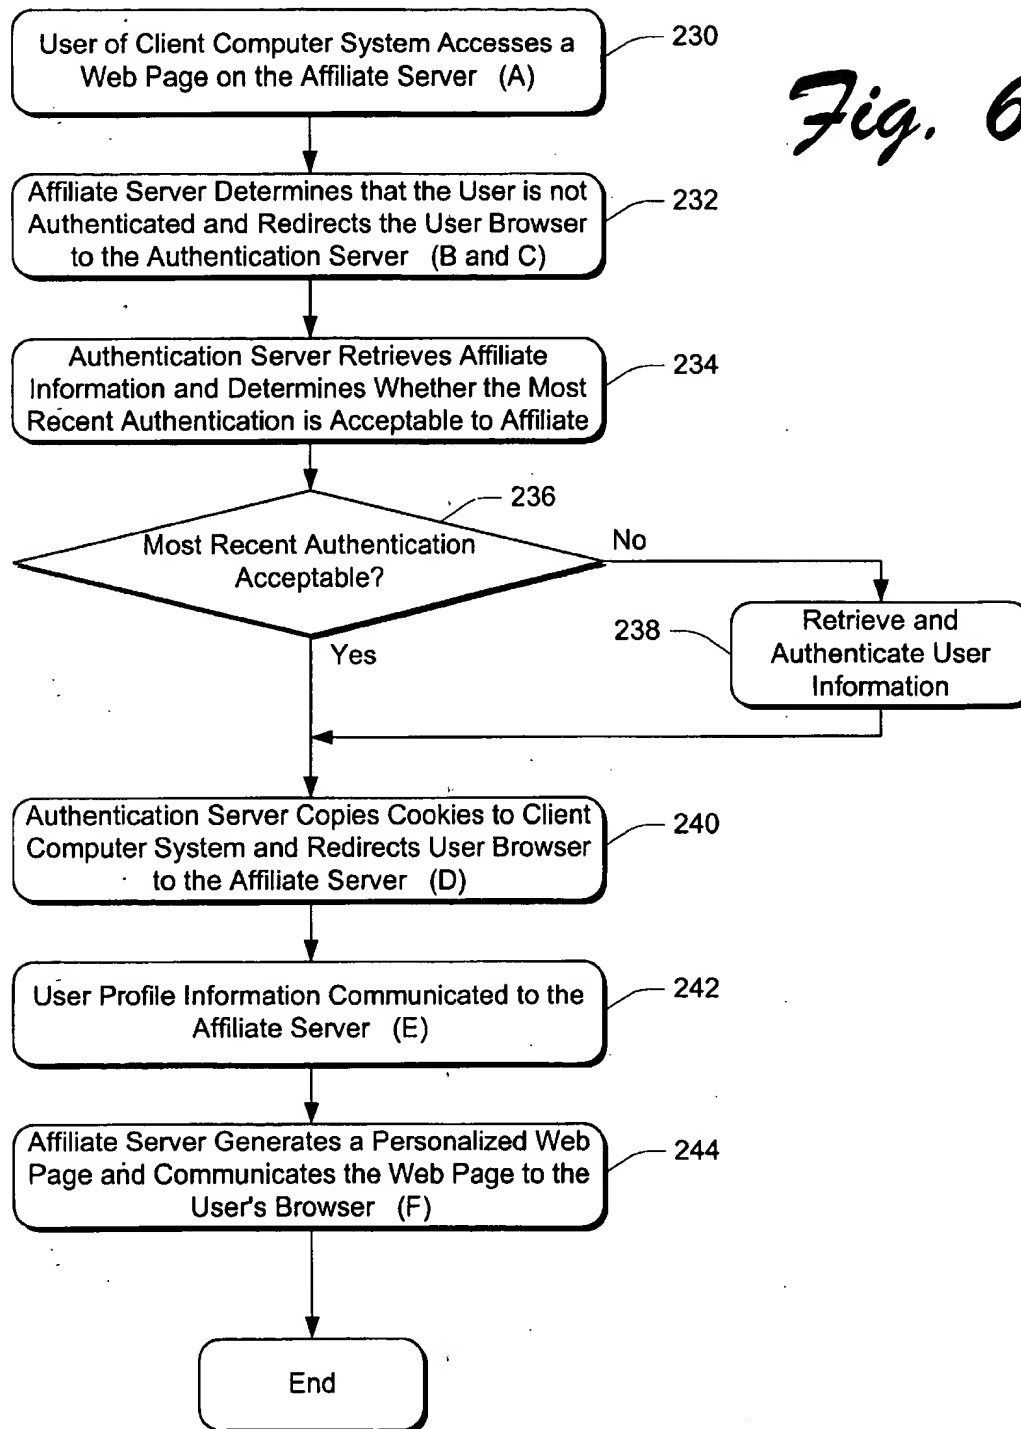 User of Client Computer System Accesses a
Web Page on the Affiliate Server (A)
230
Fig. 6
Affiliate Server Determines that the User is not
Authenticated and Redirects the User Browser
to the Authentication Server (B and C)
232
Authentication Server Retrieves Affiliate
Information and Determines Whether the Most
Recent Authentication is Acceptable to Affiliate
234
236
Most Recent Authentication
Acceptable?
No
Yes
238
Retrieve and
Authenticate User
Information
Authentication Server Copies Cookies to Client
Computer System and Redirects User Browser
to the Affiliate Server (D)
240
User Profile Information Communicated to the
Affiliate Server (E)
242
Affiliate Server Generates a Personalized Web
Page and Communicates the Web Page to the
User's Browser (F)
244
End